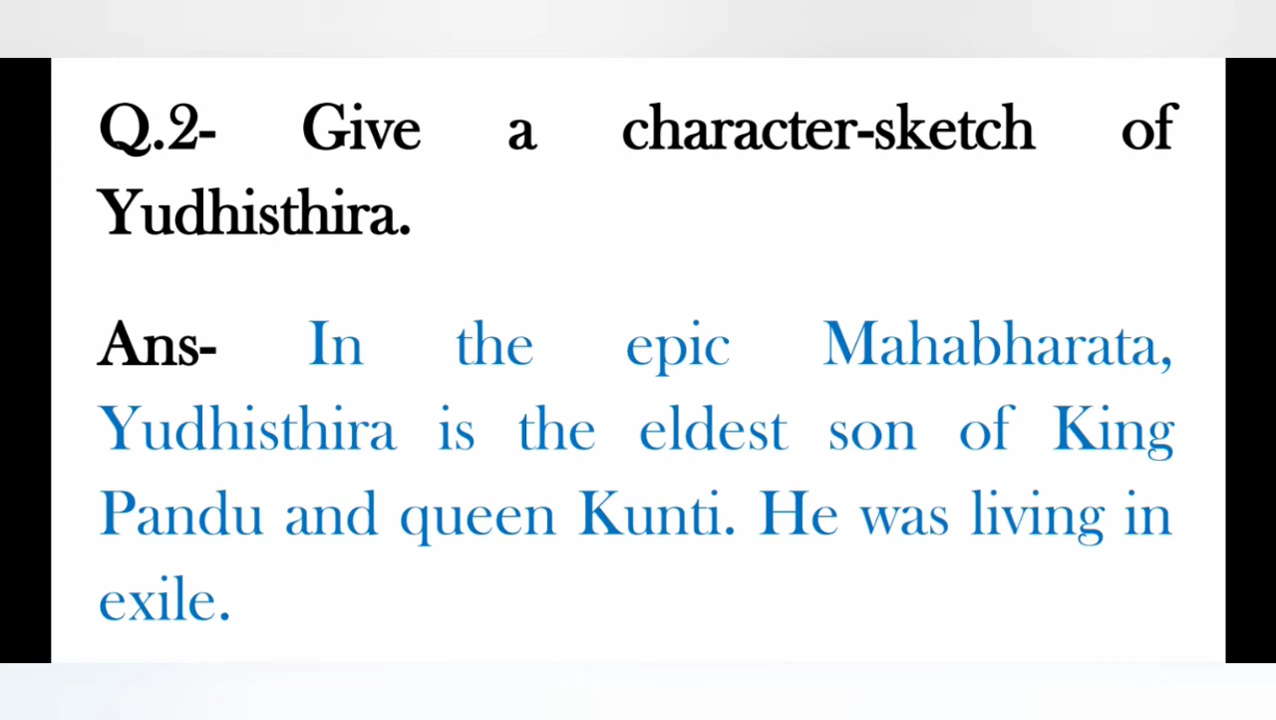 Q.2- Give a character-sketch of
Yudhisthira.
Ans- In the epic Mahabharata,
Yudhisthira is the eldest son of King
Pandu and queen Kunti. He was living in
exile.